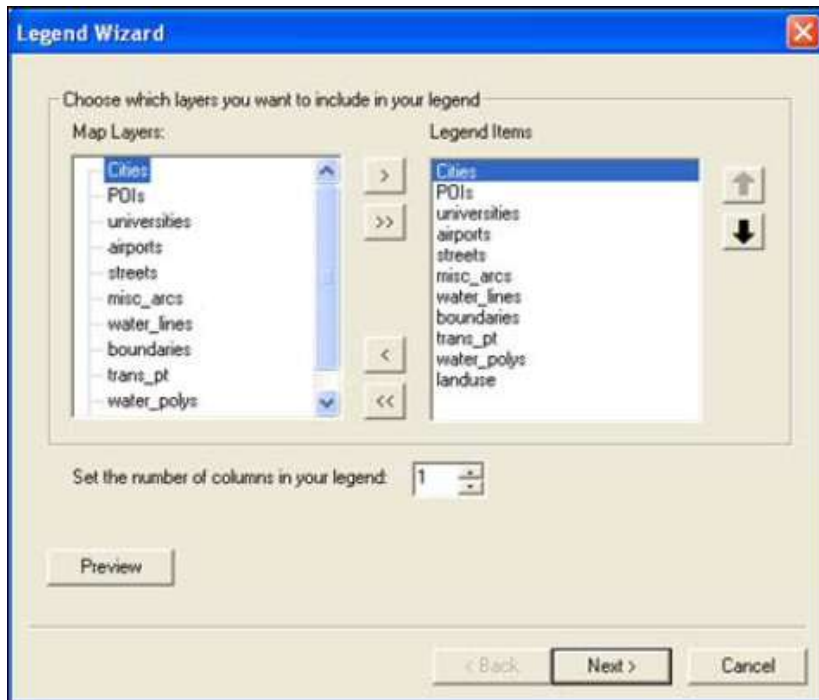 Legend Wizard
Choose which layers you want to include in your legend
Map Layers:
Cities
POIs
universities
airports
streets
misc_arcs
water_lines
boundaries
trans_pt
water_polys
>
>>
<
<<
Legend Items
Cities
POIs
universities
airports
streets
misc_arcs
water_lines
boundaries
trans_pt
water_polys
landuse
Set the number of columns in your legend: 1
Preview
< Back Next > Cancel